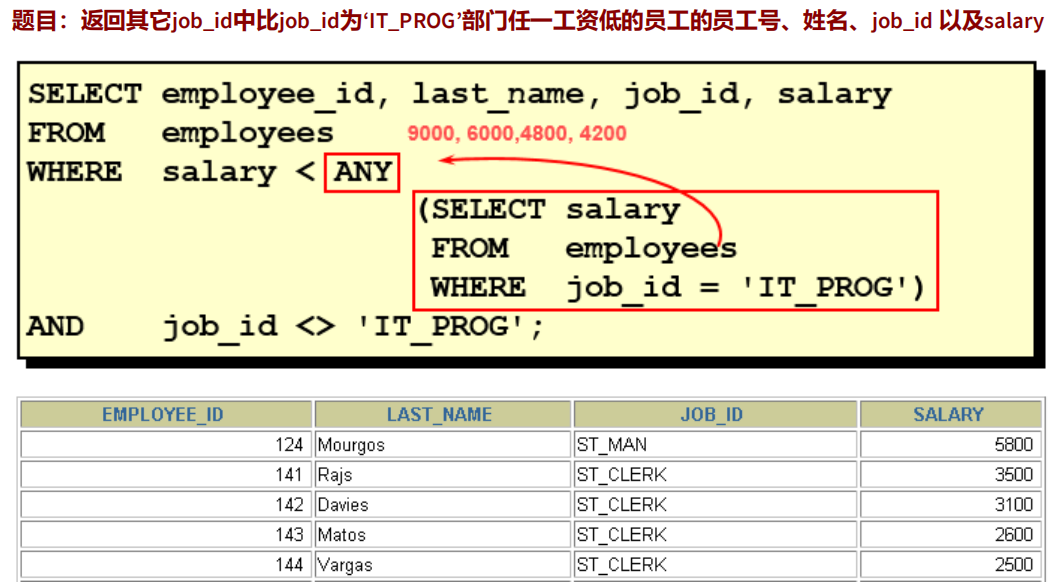 题目：返回其它job_id中比job_id为‘IT_PROG’部门任一工资低的员工的员工号、姓名、job_id 以及salary
SELECT employee_id, last_name, job_id, salary
FROM employees 9000, 6000,4800, 4200
WHERE salary < ANY
(SELECT salary
FROM employees
WHERE job_id = 'IT_PROG')
AND job_id <> 'IT_PROG';
EMPLOYEE_ID LAST_NAME JOB_ID SALARY
124 Mourgos ST_MAN 5800
141 Rajs ST_CLERK 3500
142 Davies ST_CLERK 3100
143 Matos ST_CLERK 2600
144 Vargas ST_CLERK 2500